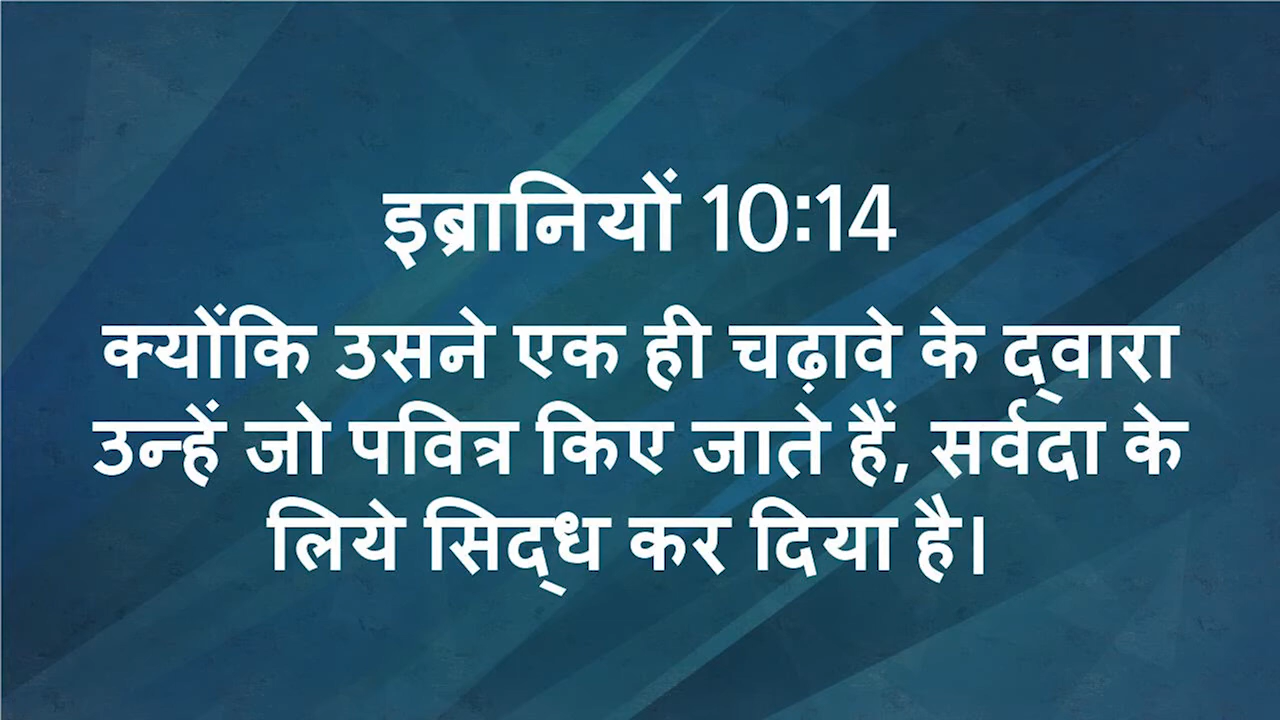 इब्रानियों 10:14
क्योंकि उसने एक ही चढ़ावे के द्वारा
उन्हें जो पवित्र किए जाते हैं, सर्वदा के
लिये सिद्ध कर दिया है।